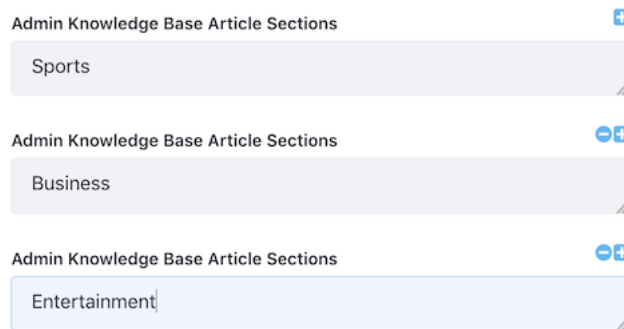 Admin Knowledge Base Article Sections
Sports
Admin Knowledge Base Article Sections
Business
Admin Knowledge Base Article Sections
Entertainment